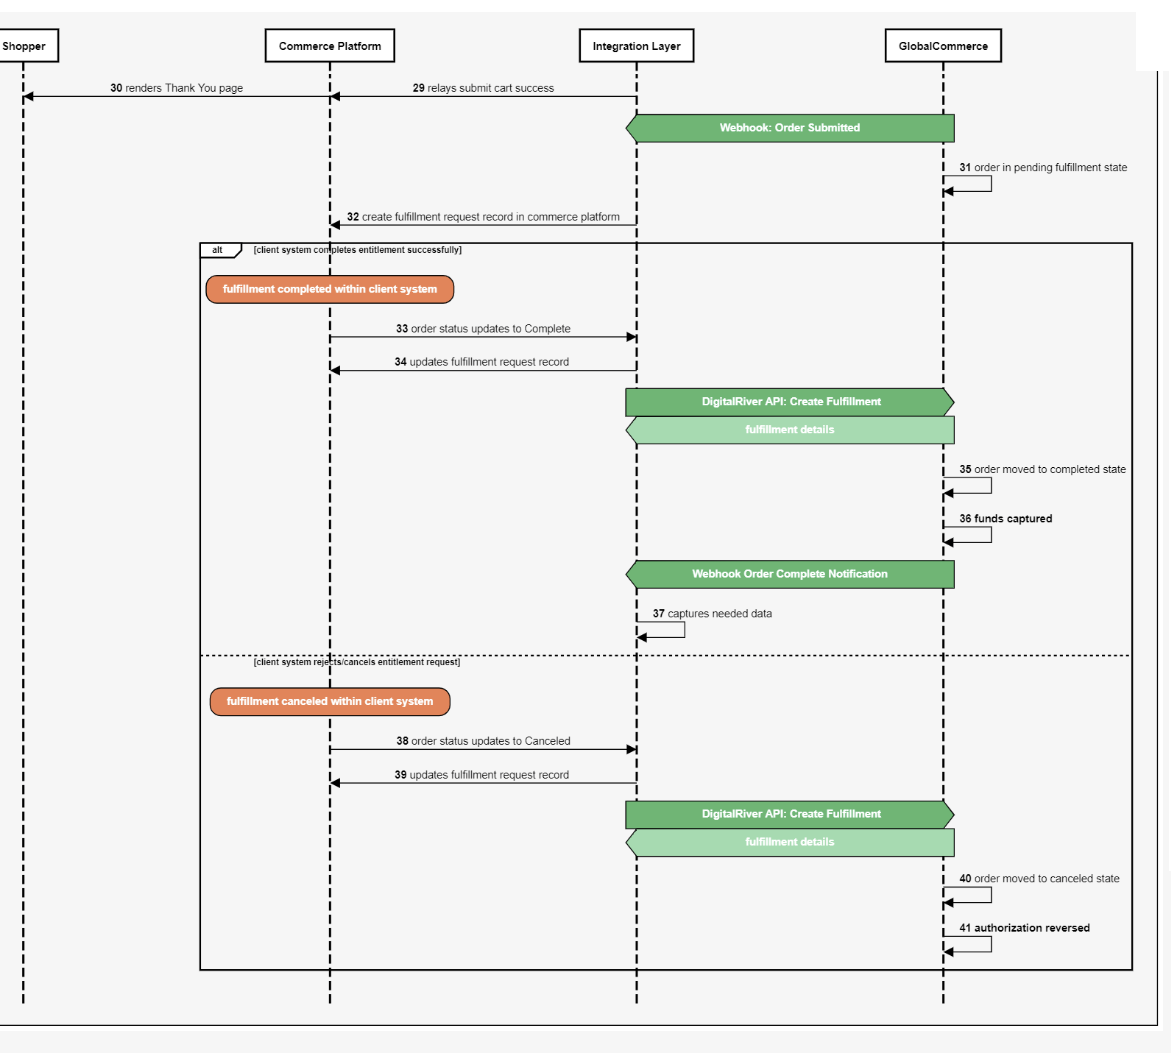 Shopper
Commerce Platform
Integration Layer
GlobalCommerce
30 renders Thank You page
29 relays submit cart success
Webhook: Order Submitted
31 order in pending fulfillment state
32 create fulfillment request record in commerce platform
alt
[client system completes entitlement successfully]
fulfillment completed within client system
33 order status updates to Complete
34 updates fulfillment request record
DigitalRiver API: Create Fulfillment
fulfillment details
35 order moved to completed state
36 funds captured
Webhook Order Complete Notification
37 captures needed data
[client system rejects/cancels entitlement request]
fulfillment canceled within client system
38 order status updates to Canceled
39 updates fulfillment request record
DigitalRiver API: Create Fulfillment
fulfillment details
40 order moved to canceled state
41 authorization reversed